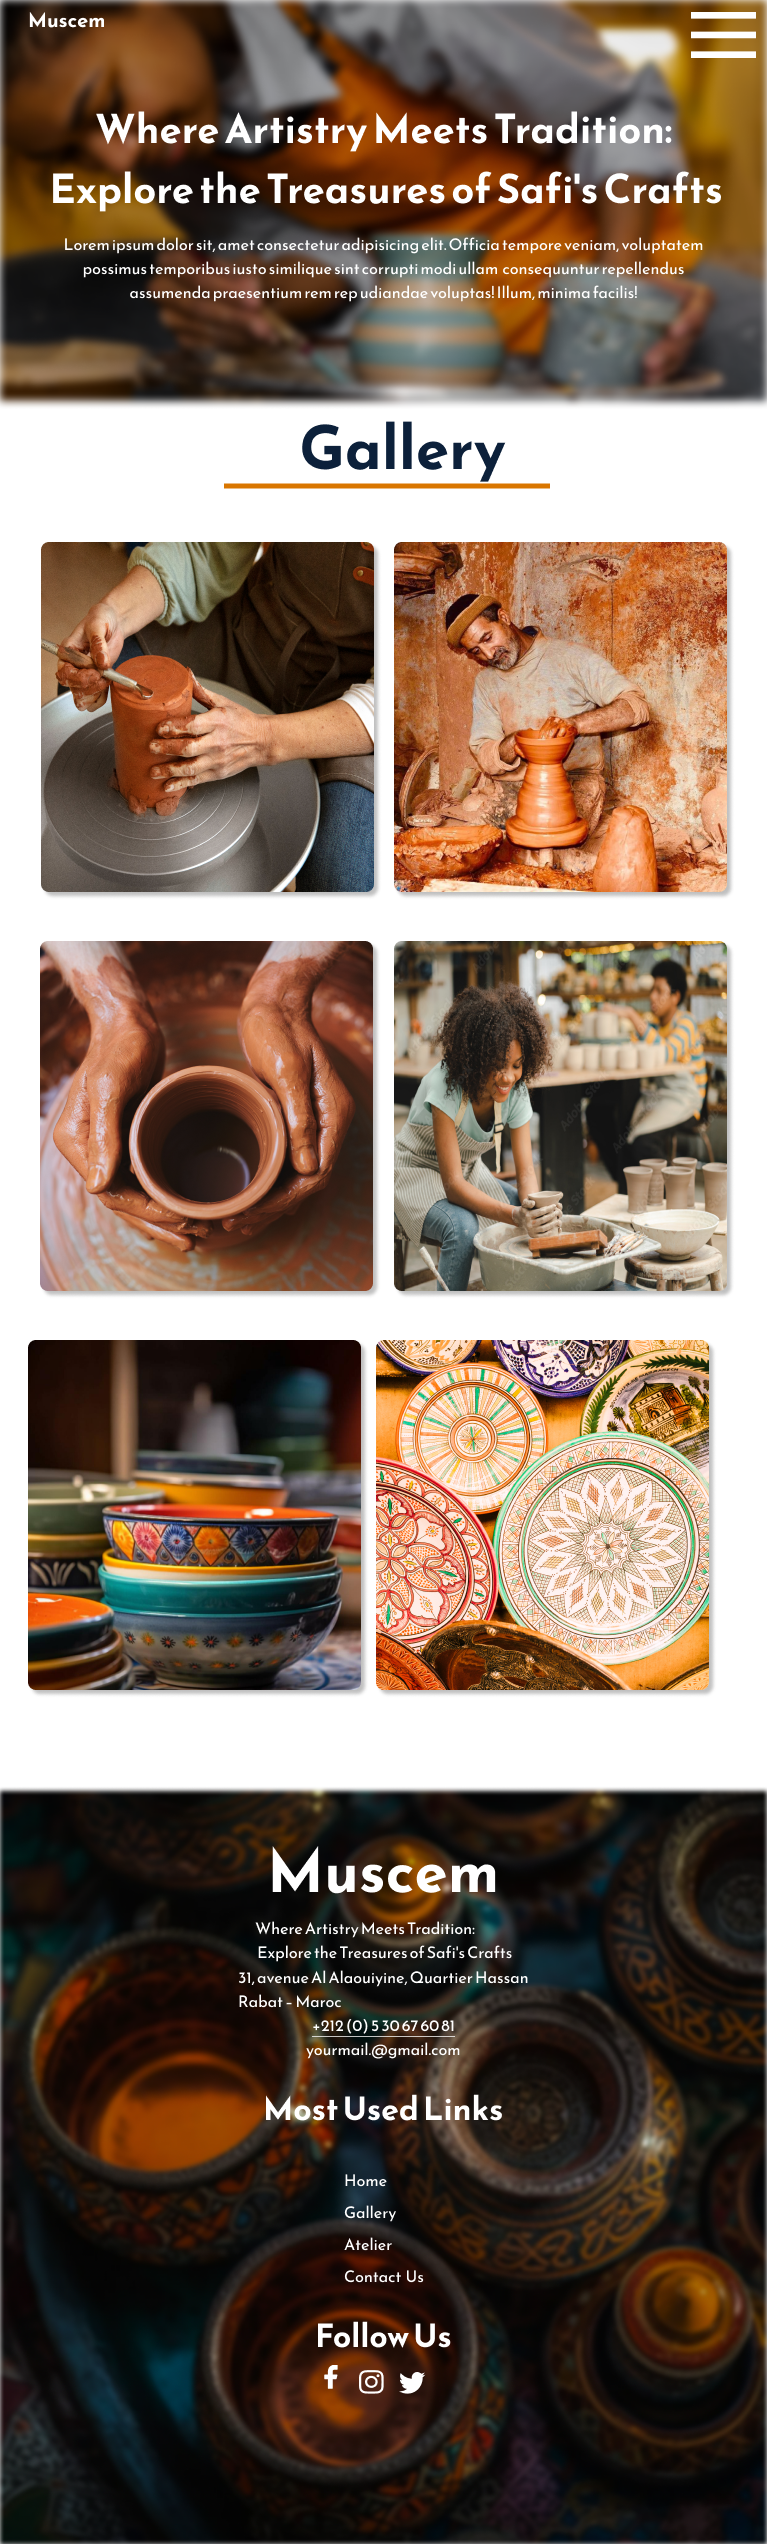 Muscem
Where Artistry Meets Tradition:
Explore the Treasures of Safi's Crafts
Lorem ipsum dolor sit, amet consectetur adipisicing elit. Officia tempore veniam, voluptatem
possimus temporibus iusto similique sint corrupti modi ullam consequuntur repellendus
assumenda praesentium rem rep udiandae voluptas! Illum, minima facilis!
Gallery
Muscem
Where Artistry Meets Tradition:
Explore the Treasures of Safi's Crafts
31, avenue Al Alaouiyine, Quartier Hassan
Rabat – Maroc
+212 (0) 5 30 67 60 81
yourmail.@gmail.com
Most Used Links
Home
Gallery
Atelier
Contact Us
Follow Us